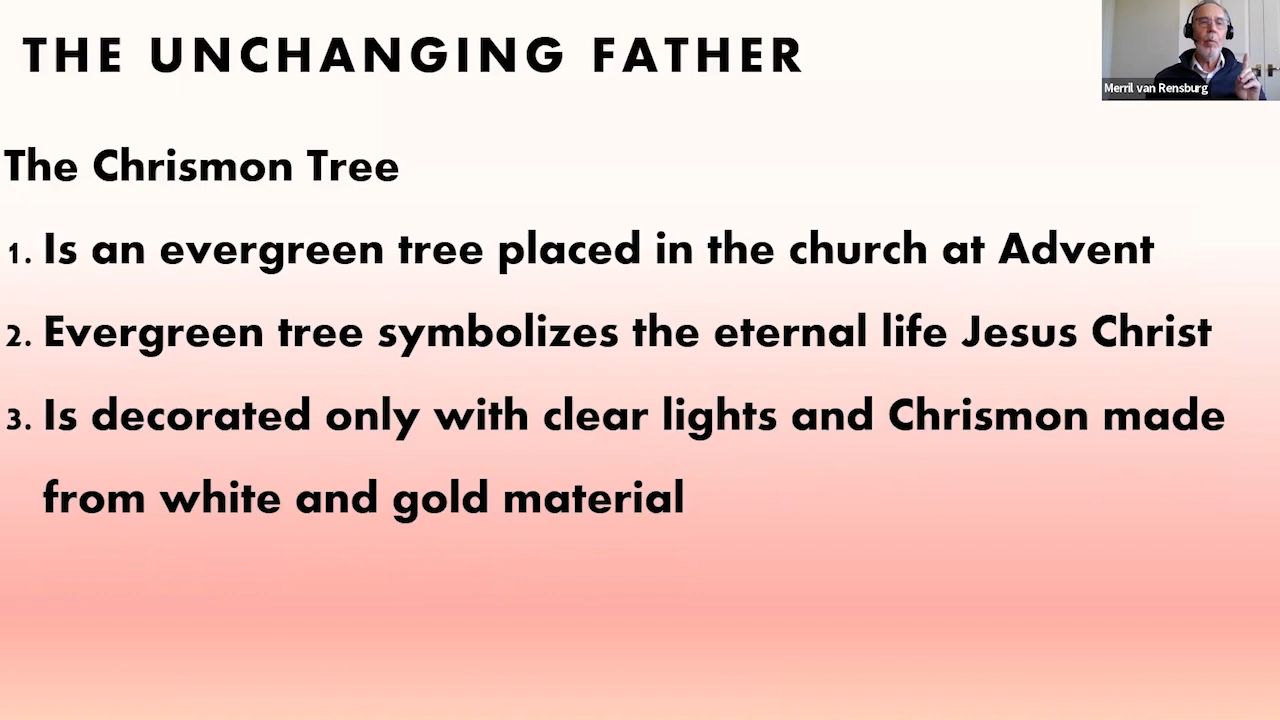 THE UNCHANGING FATHER
Merril van Rensburg
The Chrismon Tree
1. Is an evergreen tree placed in the church at Advent
2. Evergreen tree symbolizes the eternal life Jesus Christ
3. Is decorated only with clear lights and Chrismon made
from white and gold material